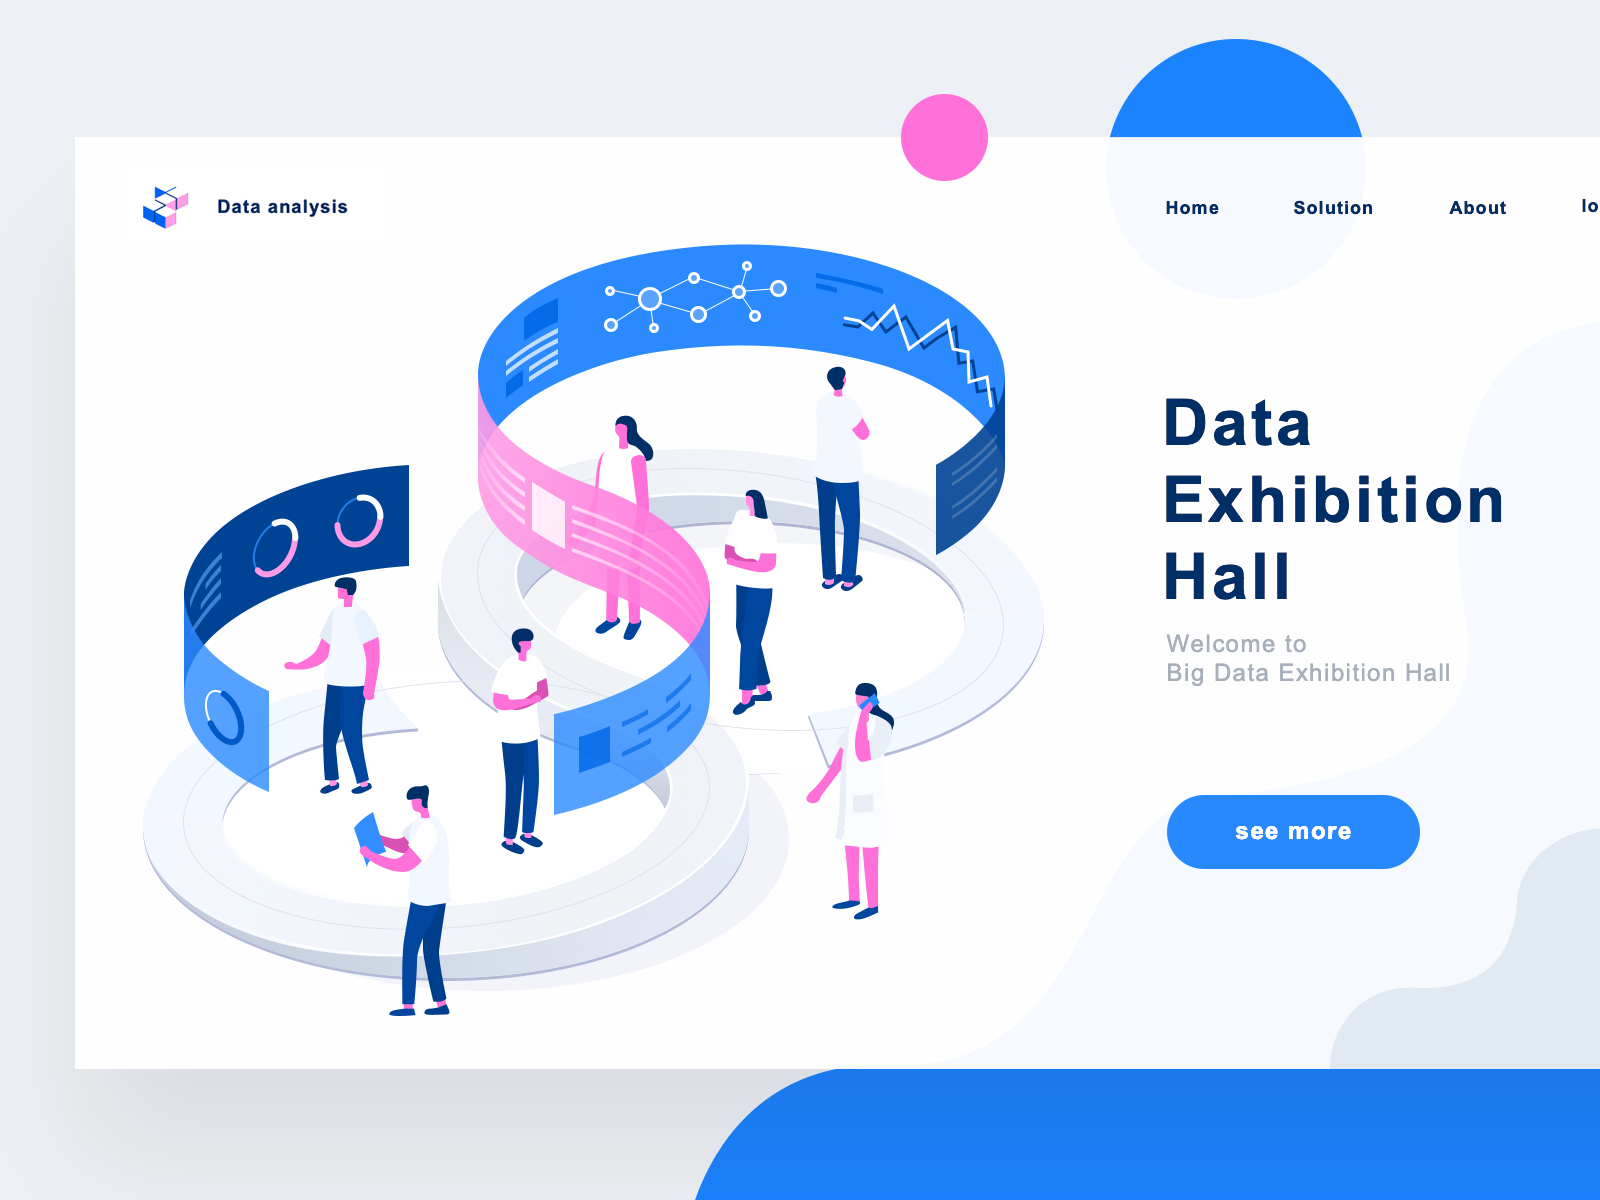 Data analysis
Home Solution About lo
Data
Exhibition
Hall
Welcome to
Big Data Exhibition Hall
see more